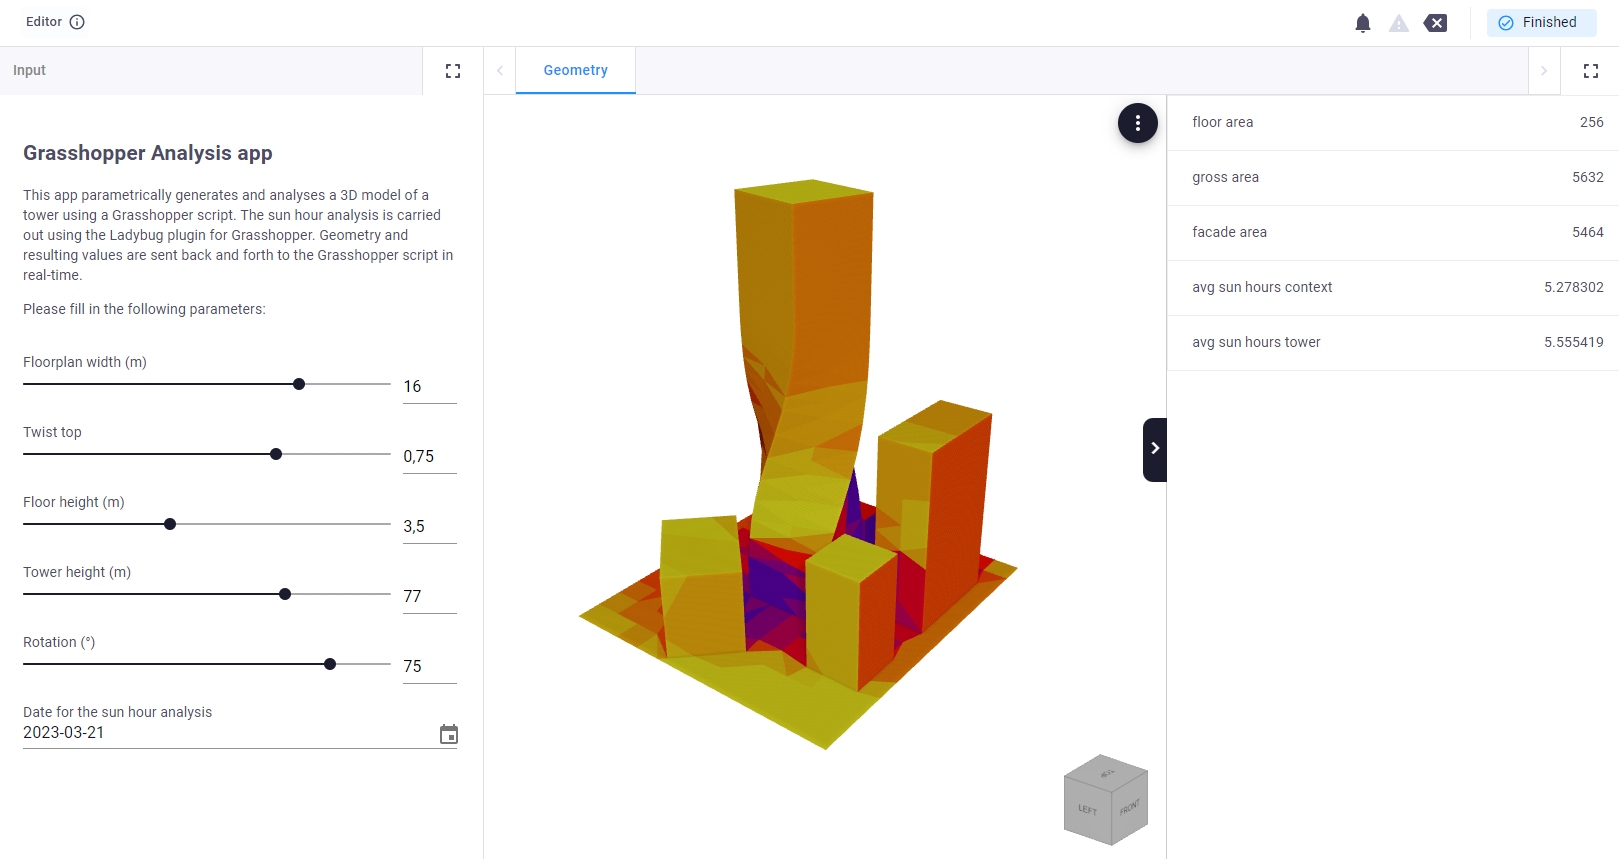 Editor
Finished
Input
Geometry
Grasshopper Analysis app
This app parametrically generates and analyses a 3D model of a
tower using a Grasshopper script. The sun hour analysis is carried
out using the Ladybug plugin for Grasshopper. Geometry and
resulting values are sent back and forth to the Grasshopper script in
real-time.
Please fill in the following parameters:
Floorplan width (m)
16
Twist top
0,75
Floor height (m)
3,5
Tower height (m)
77
Rotation (°)
75
Date for the sun hour analysis
2023-03-21
LEFT
FRONT
floor area 256
gross area 5632
facade area 5464
avg sun hours context 5.278302
avg sun hours tower 5.555419